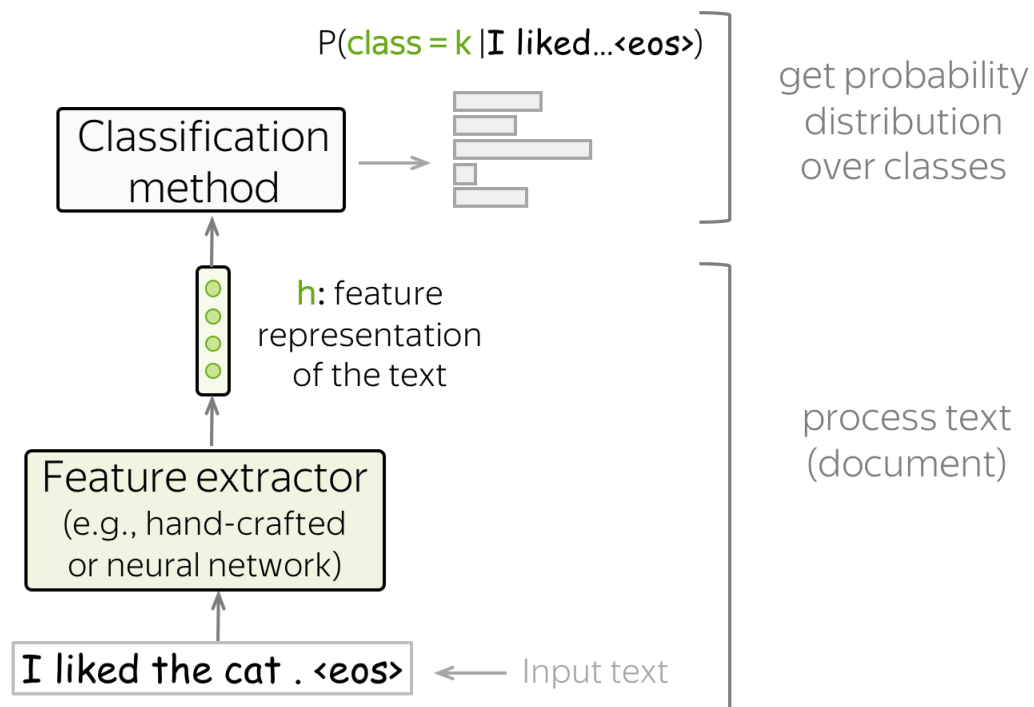 P(class = k |I liked...<eos>)
get probability
distribution
over classes
Classification
method
h: feature
representation
of the text
process text
(document)
Feature extractor
(e.g., hand-crafted
or neural network)
I liked the cat . <eos>
Input text